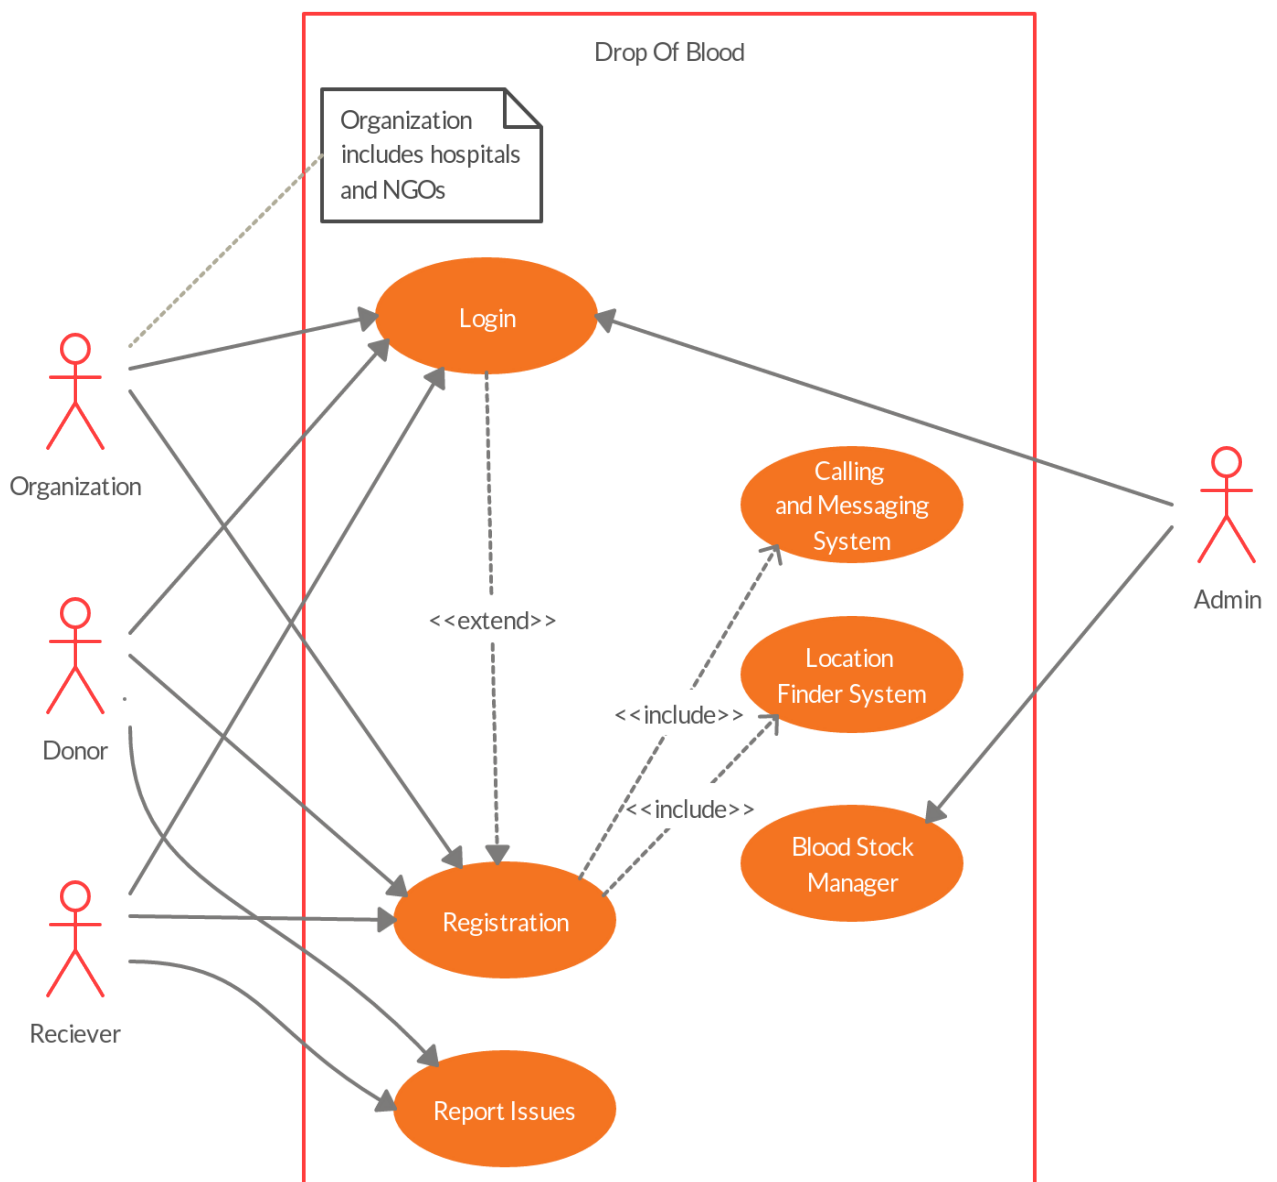 Drop Of Blood
Organization
includes hospitals
and NGOs
Login
Organization
Calling
and Messaging
System
Admin
<<extend>>
Location
Finder System
<<include>>
Donor
<<include>>
Blood Stock
Manager
Registration
Reciever
Report Issues